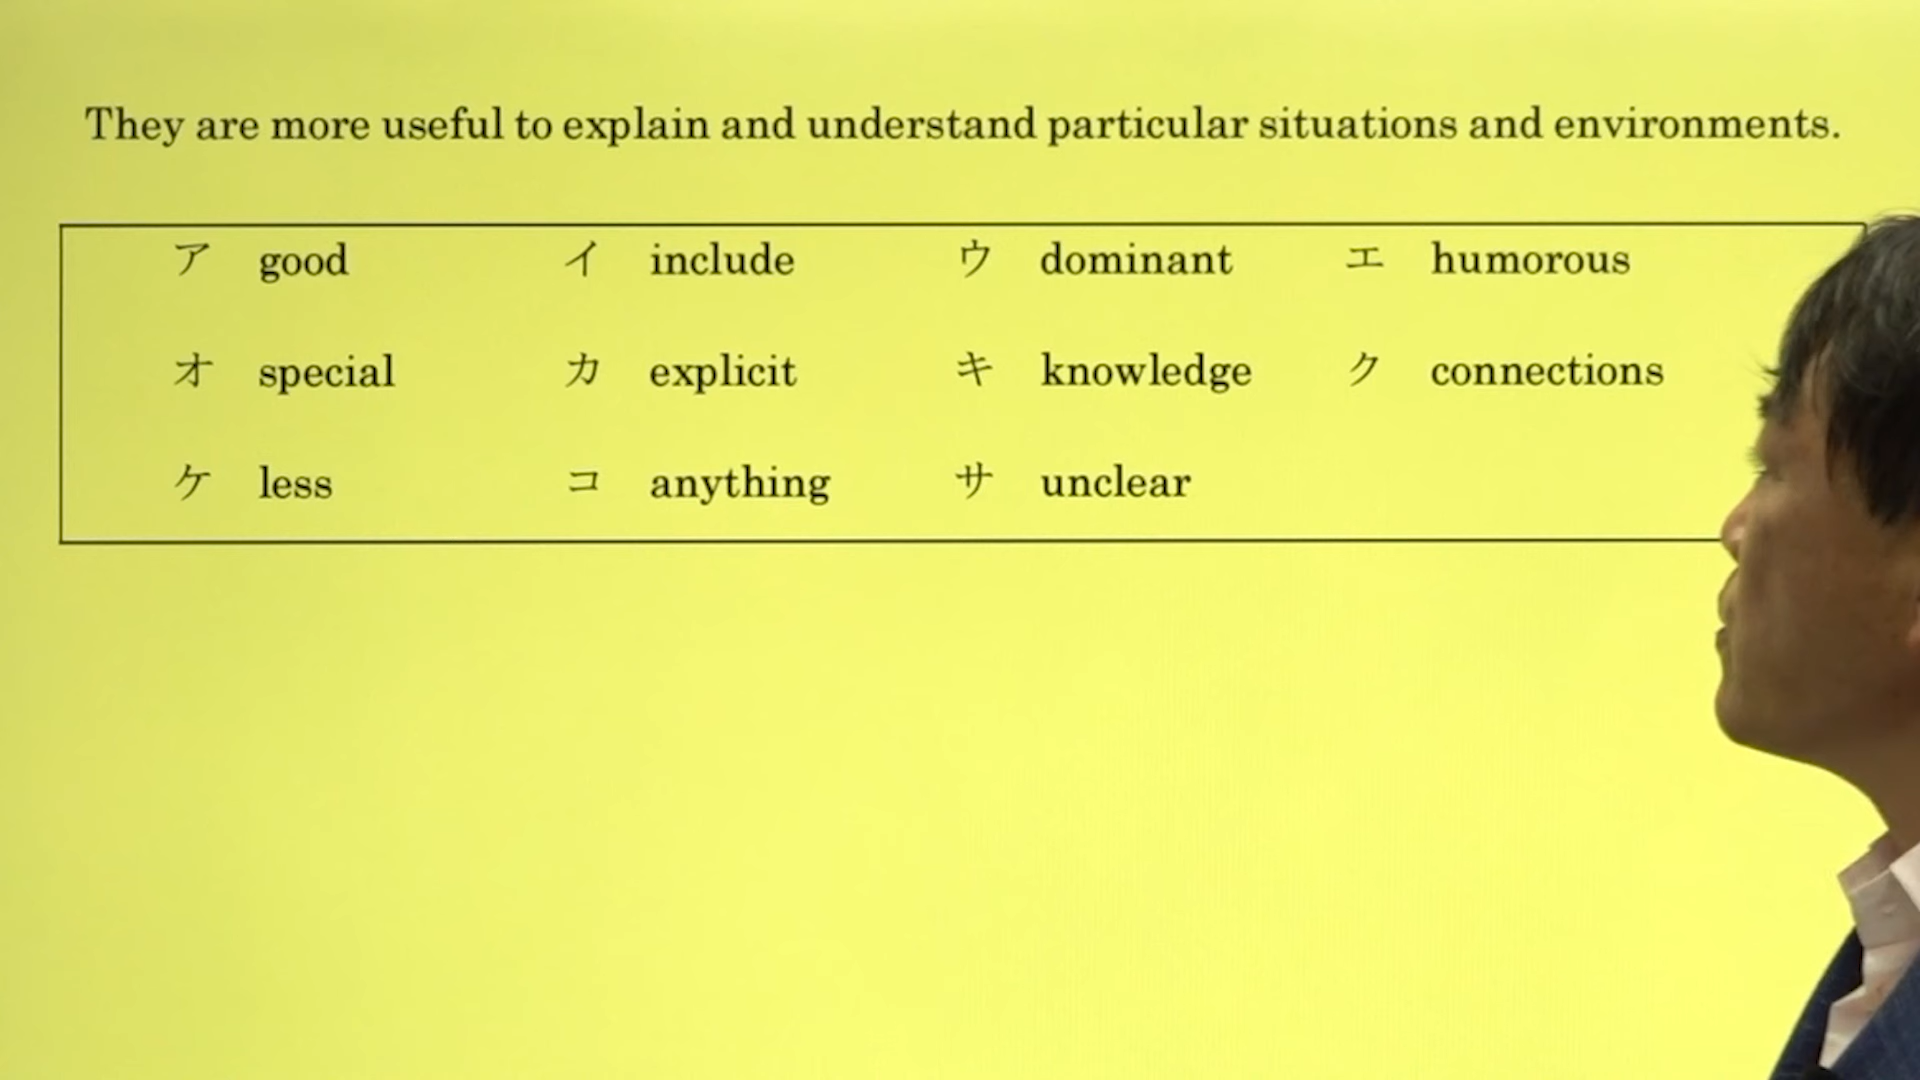 They are more useful to explain and understand particular situations and environments.
ア good イ include ウ dominant エ humorous
オ special カ explicit キ knowledge ク connections
ケ less コ anything サ unclear